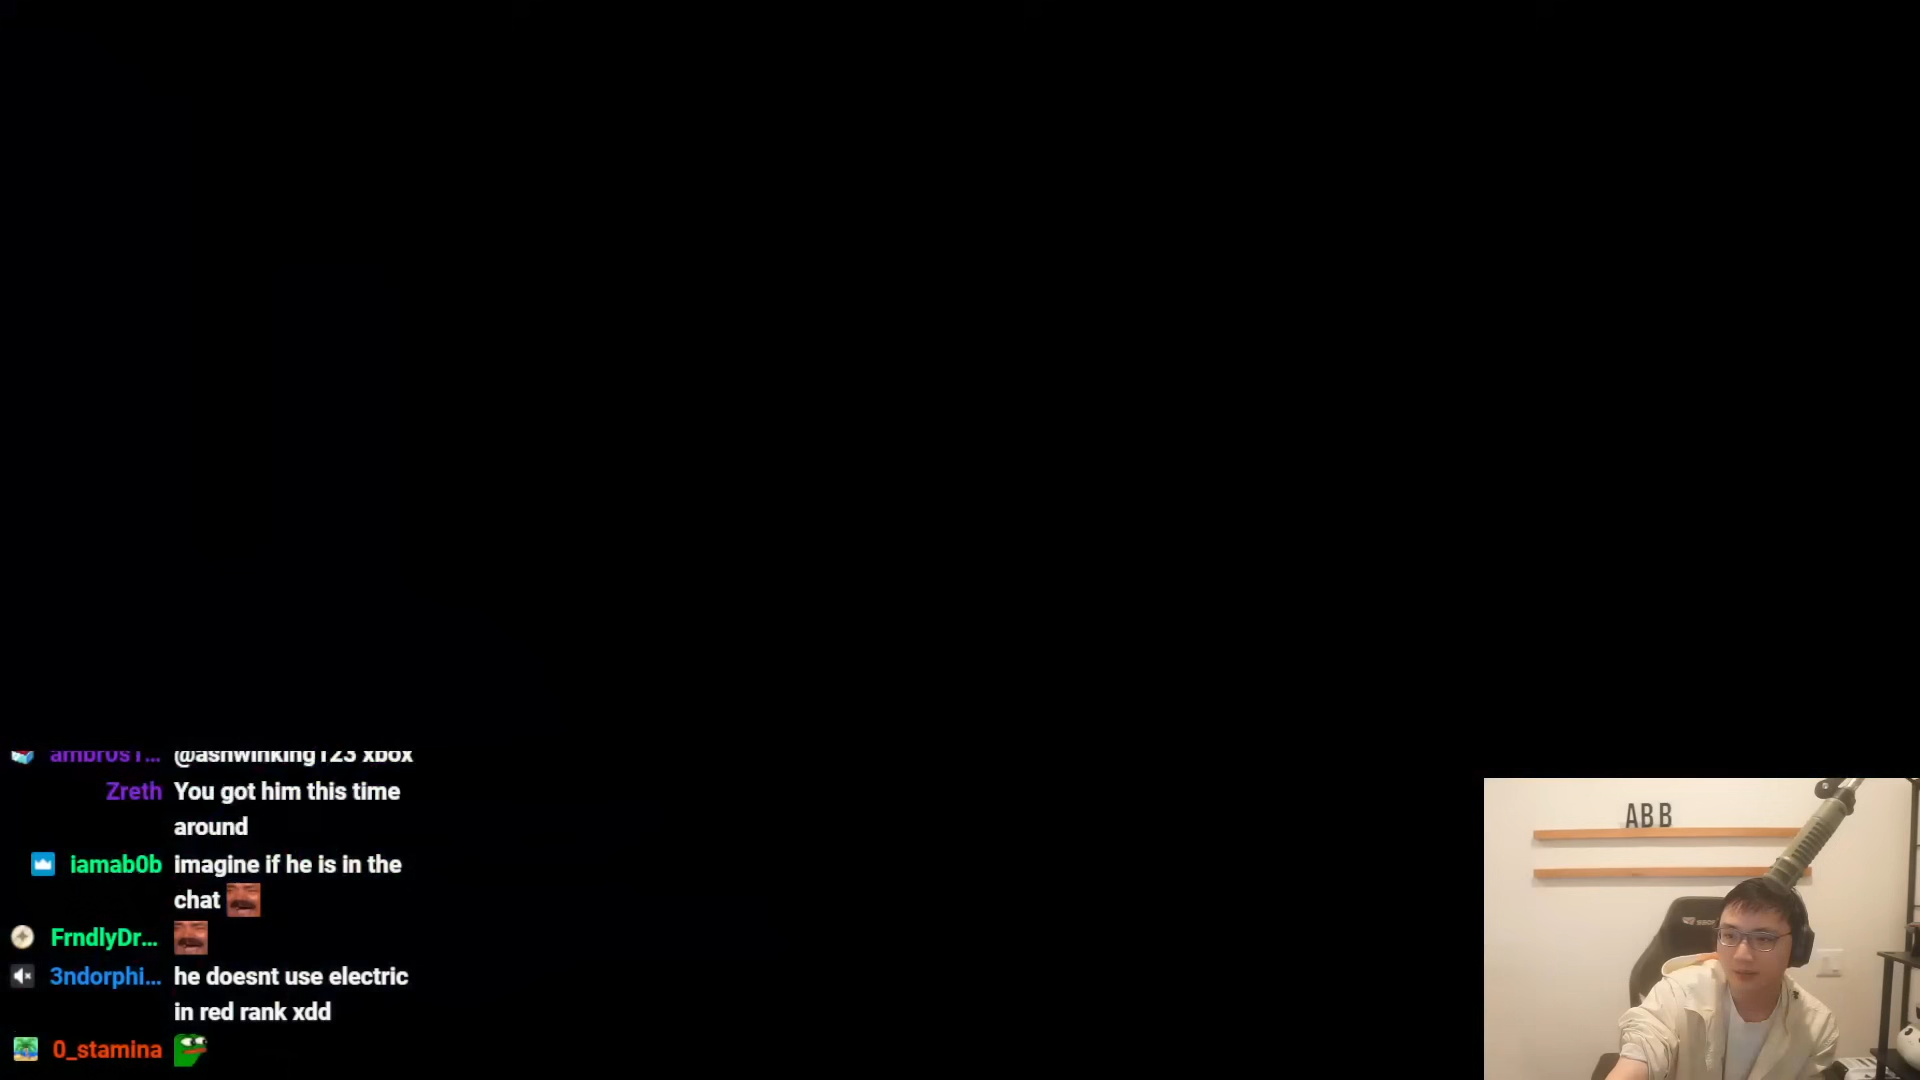 ambr0s1... @ashwinking123 xbox
Zreth You got him this time
around
iamab0b imagine if he is in the
chat
FrndlyDr...
3ndorphi... he doesnt use electric
in red rank xdd
0_stamina
ABB